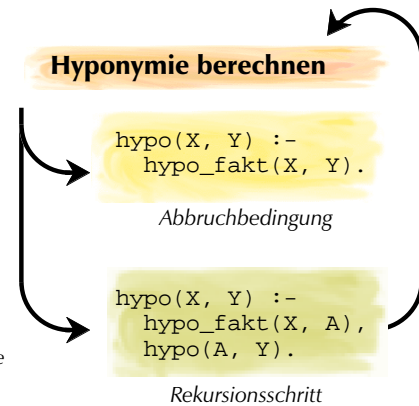 Hyponymie berechnen
hypo(X, Y) :-
  hypo_fakt(X, Y).
Abbruchbedingung
hypo(X, Y) :-
  hypo_fakt(X, A),
  hypo(A, Y).
e
Rekursionsschritt